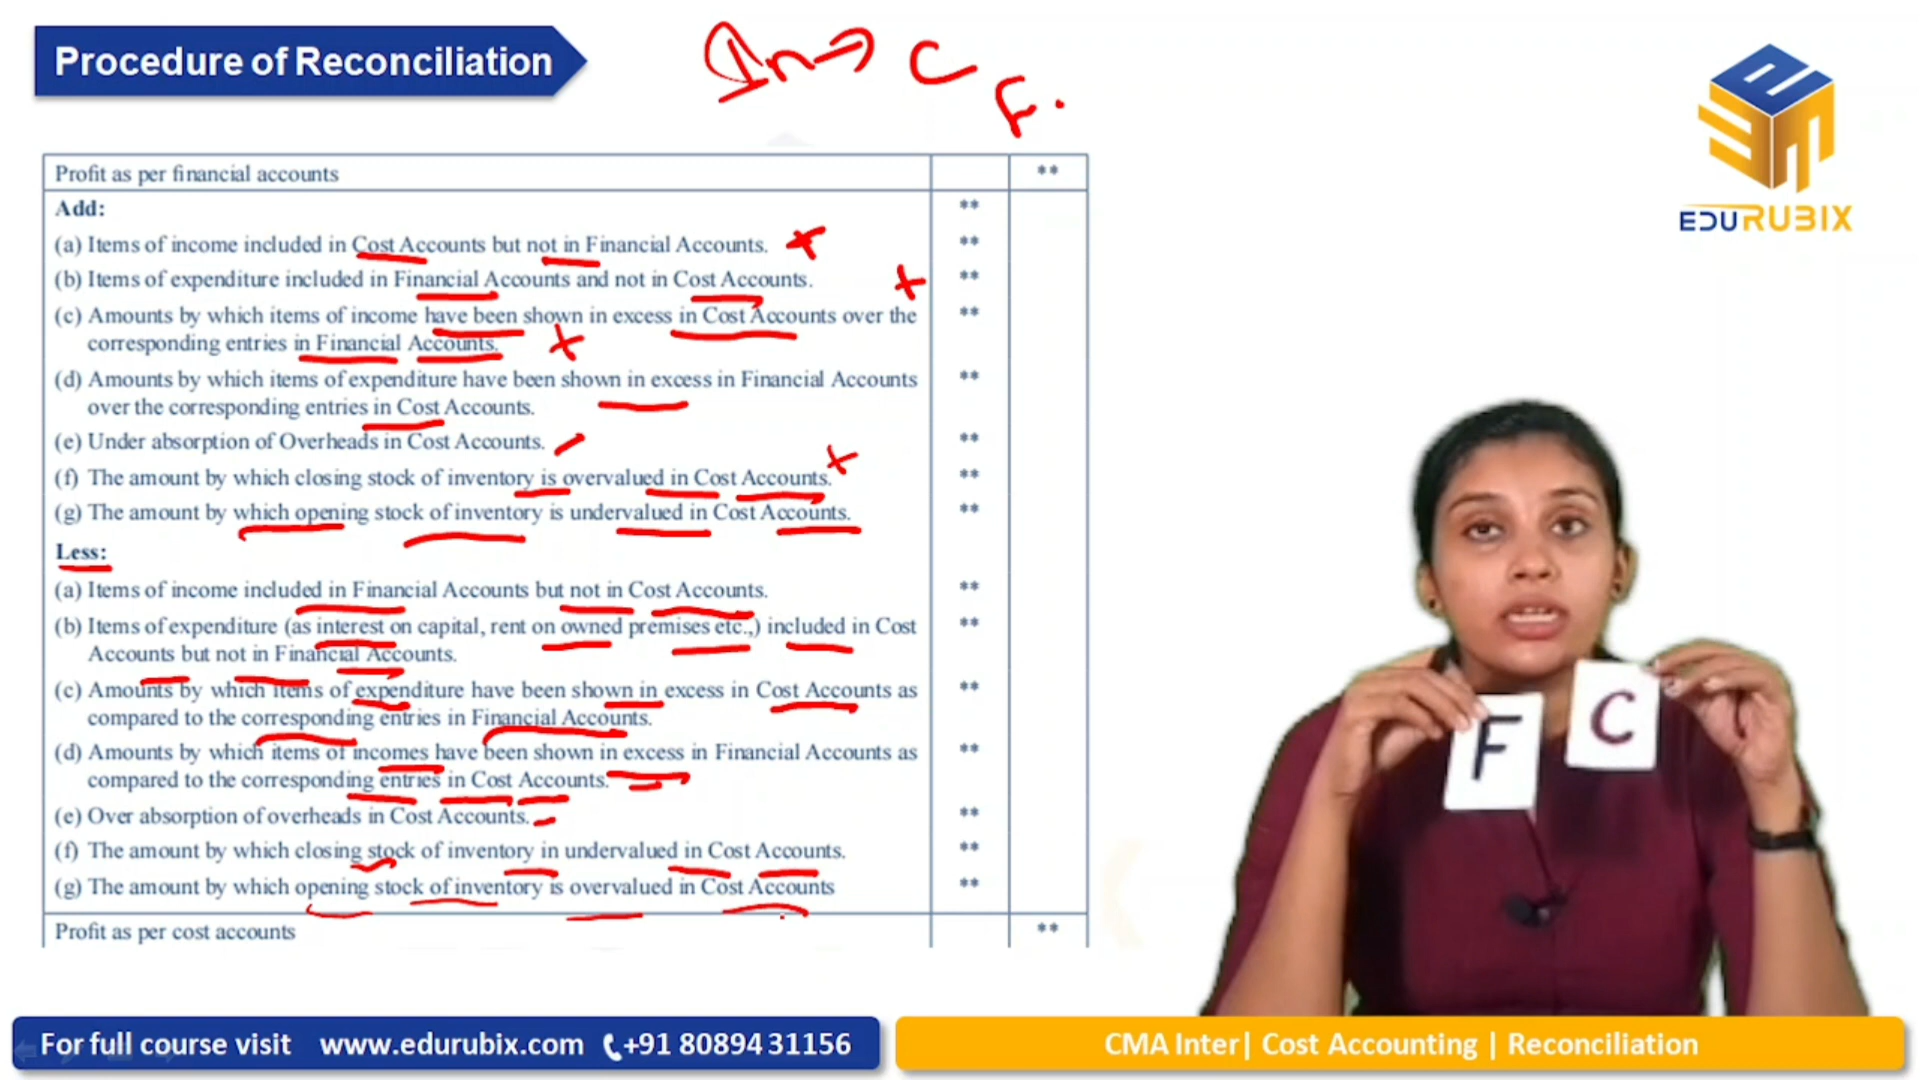 Procedure of Reconciliation
In → C
F.
EDURUBIX
Profit as per financial accounts **
Add: **
(a) Items of income included in Cost Accounts but not in Financial Accounts. **
(b) Items of expenditure included in Financial Accounts and not in Cost Accounts. **
(c) Amounts by which items of income have been shown in excess in Cost Accounts over the **
corresponding entries in Financial Accounts.
(d) Amounts by which items of expenditure have been shown in excess in Financial Accounts **
over the corresponding entries in Cost Accounts.
(e) Under absorption of Overheads in Cost Accounts. **
(f) The amount by which closing stock of inventory is overvalued in Cost Accounts. **
(g) The amount by which opening stock of inventory is undervalued in Cost Accounts. **
Less:
(a) Items of income included in Financial Accounts but not in Cost Accounts. **
(b) Items of expenditure (as interest on capital, rent on owned premises etc.,) included in Cost **
Accounts but not in Financial Accounts.
(c) Amounts by which items of expenditure have been shown in excess in Cost Accounts as **
compared to the corresponding entries in Financial Accounts.
(d) Amounts by which items of incomes have been shown in excess in Financial Accounts as **
compared to the corresponding entries in Cost Accounts.
(e) Over absorption of overheads in Cost Accounts. **
(f) The amount by which closing stock of inventory in undervalued in Cost Accounts. **
(g) The amount by which opening stock of inventory is overvalued in Cost Accounts **
Profit as per cost accounts **
F C
For full course visit www.edurubix.com +91 80894 31156
CMA Inter| Cost Accounting | Reconciliation